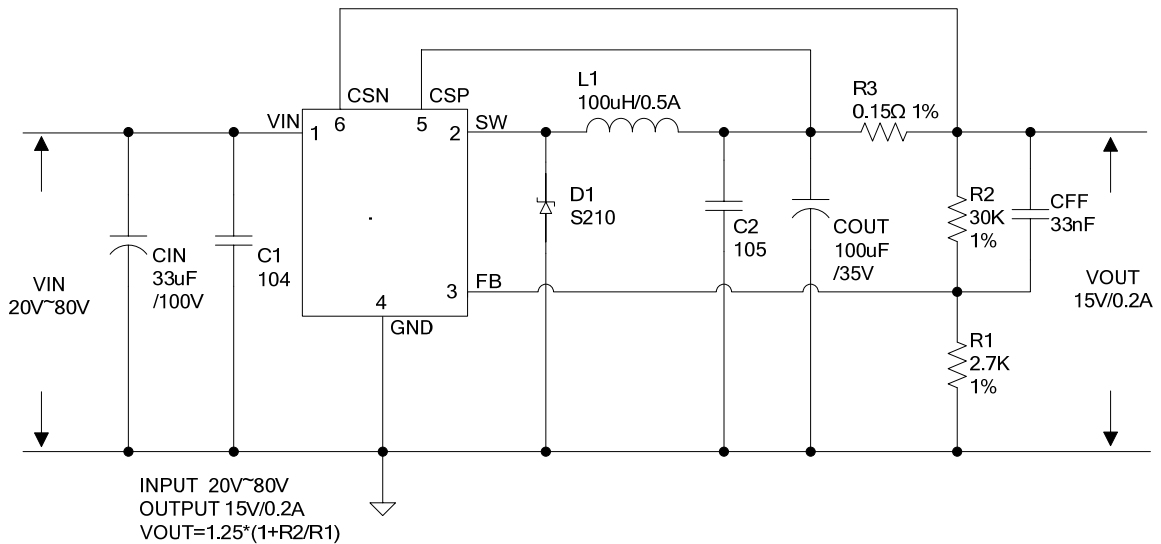 CSN
CSP
VIN
1
6
5
2
SW
L1
100uH/0.5A
R3
0.15Ω 1%
D1
S210
C2
105
COUT
100uF
/35V
R2
30K
1%
CFF
33nF
CIN
33uF
/100V
C1
104
VIN
20V~80V
4
GND
3
FB
VOUT
15V/0.2A
R1
2.7K
1%
INPUT 20V~80V
OUTPUT 15V/0.2A
VOUT=1.25*(1+R2/R1)